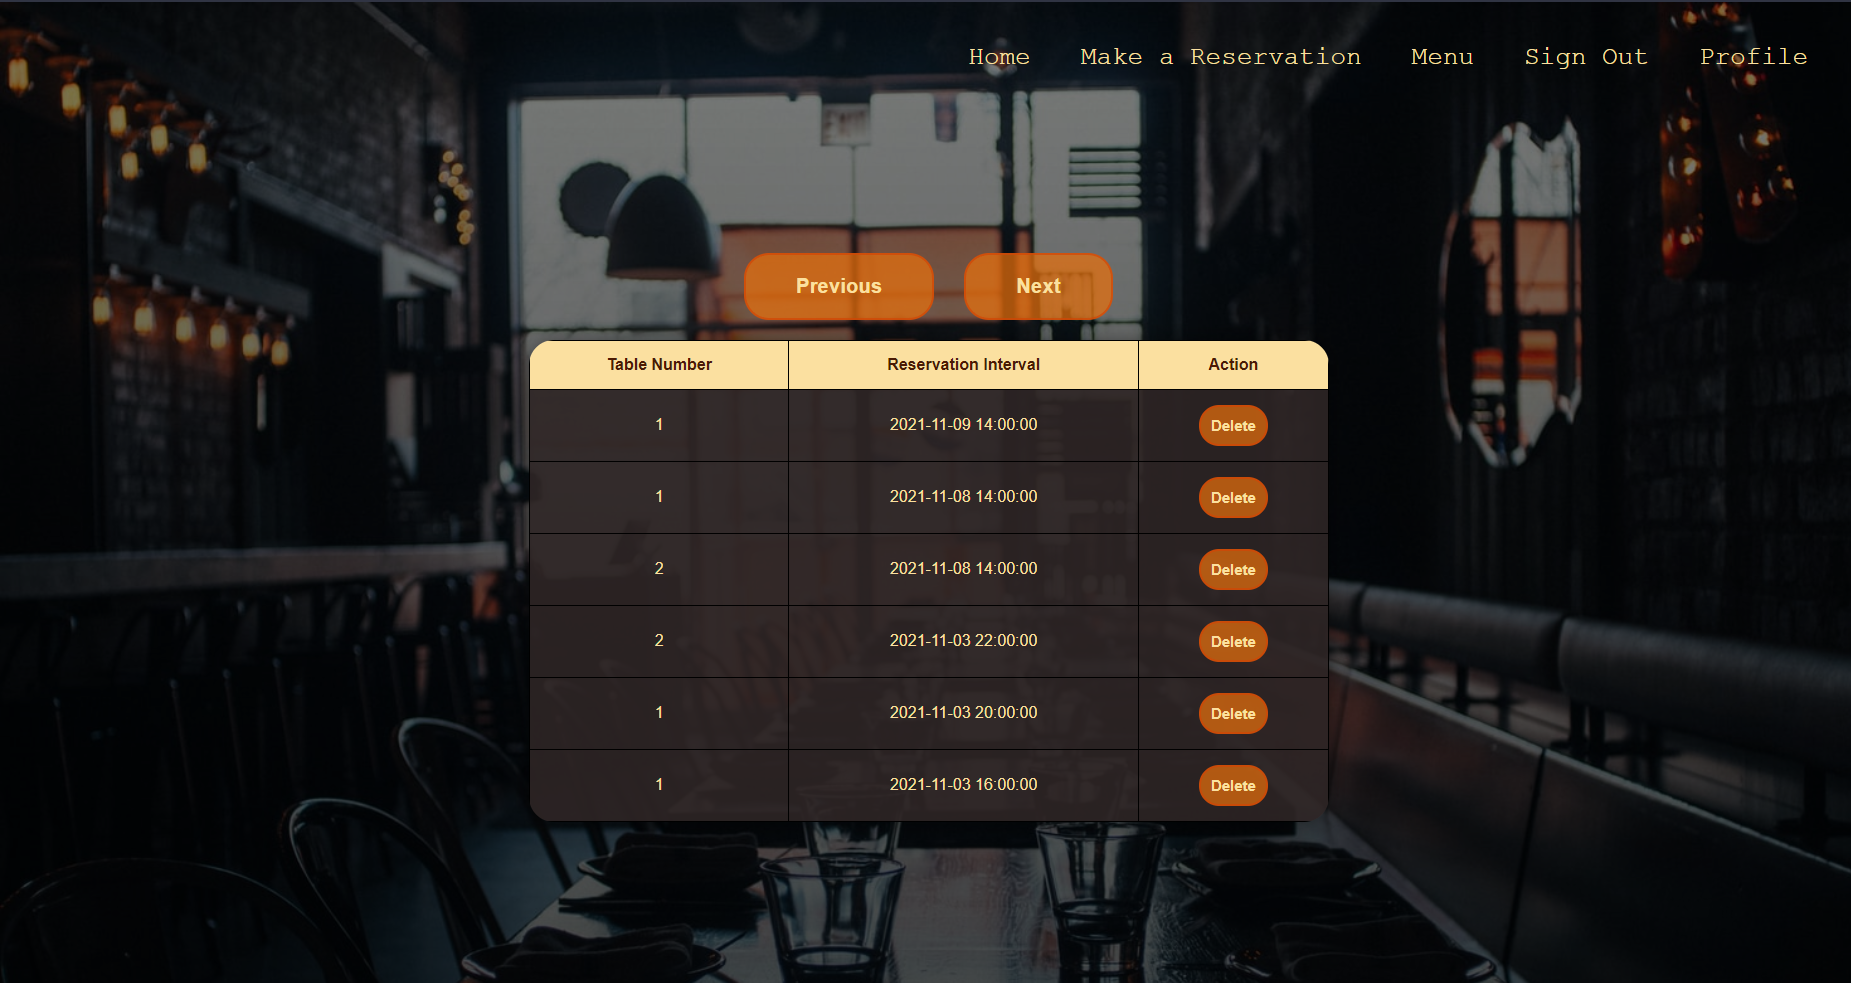 Home Make a Reservation Menu Sign Out Profile
Previous Next
Table Number Reservation Interval Action
1 2021-11-09 14:00:00 Delete
1 2021-11-08 14:00:00 Delete
2 2021-11-08 14:00:00 Delete
2 2021-11-03 22:00:00 Delete
1 2021-11-03 20:00:00 Delete
1 2021-11-03 16:00:00 Delete